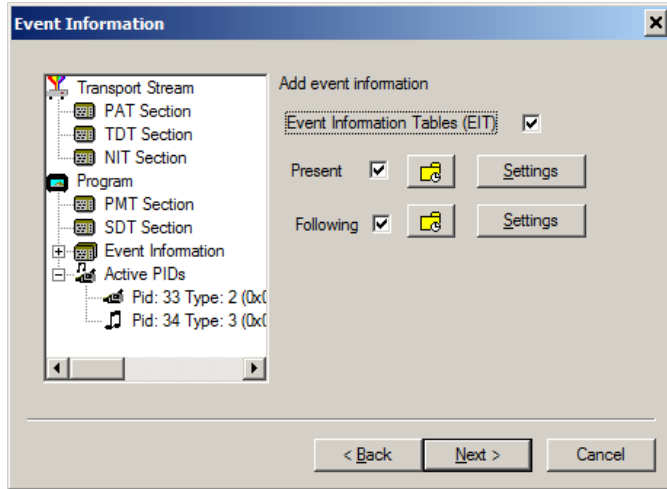 Event Information
Transport Stream
PAT Section
TDT Section
NIT Section
Program
PMT Section
SDT Section
Event Information
Active PIDs
Pid: 33 Type: 2 (0x
Pid: 34 Type: 3 (0x
Add event information
Event Information Tables (EIT)
Present
Settings
Following
Settings
< Back
Next >
Cancel